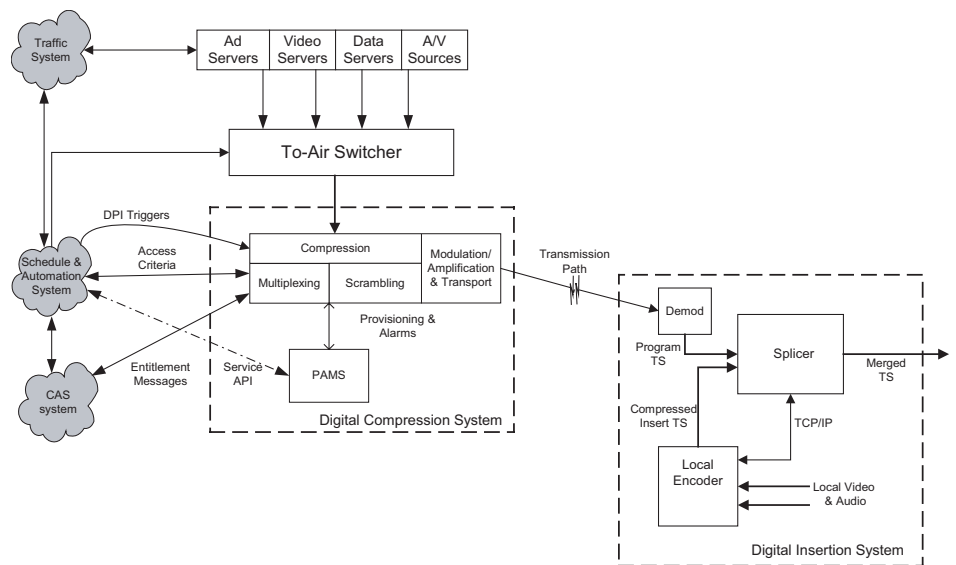 Traffic
System
Ad
Servers
Video
Servers
Data
Servers
A/V
Sources
To-Air Switcher
DPI Triggers
Access
Criteria
Schedule &
Automation
System
Compression
Multiplexing
Scrambling
Modulation/
Amplification
& Transport
Transmission
Path
Provisioning &
Alarms
Entitlement
Messages
Service
API
PAMS
CAS
system
Digital Compression System
Demod
Program
TS
Splicer
Merged
TS
Compressed
Insert TS
TCP/IP
Local
Encoder
Local Video
& Audio
Digital Insertion System